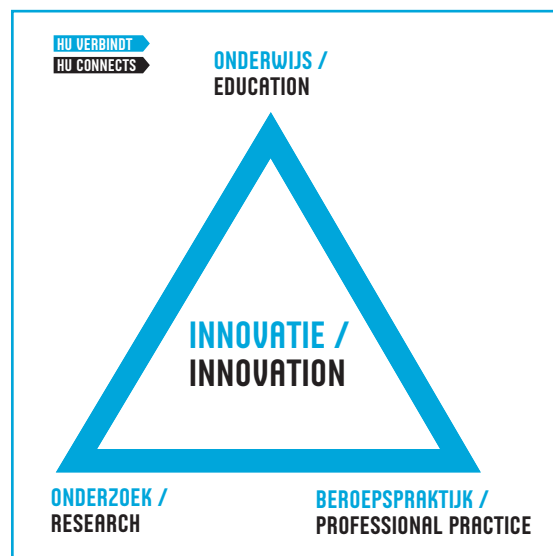 HU VERBINDT
HU CONNECTS
ONDERWIJS /
EDUCATION
INNOVATIE /
INNOVATION
ONDERZOEK /
RESEARCH
BEROEPSPRAKTIJK /
PROFESSIONAL PRACTICE